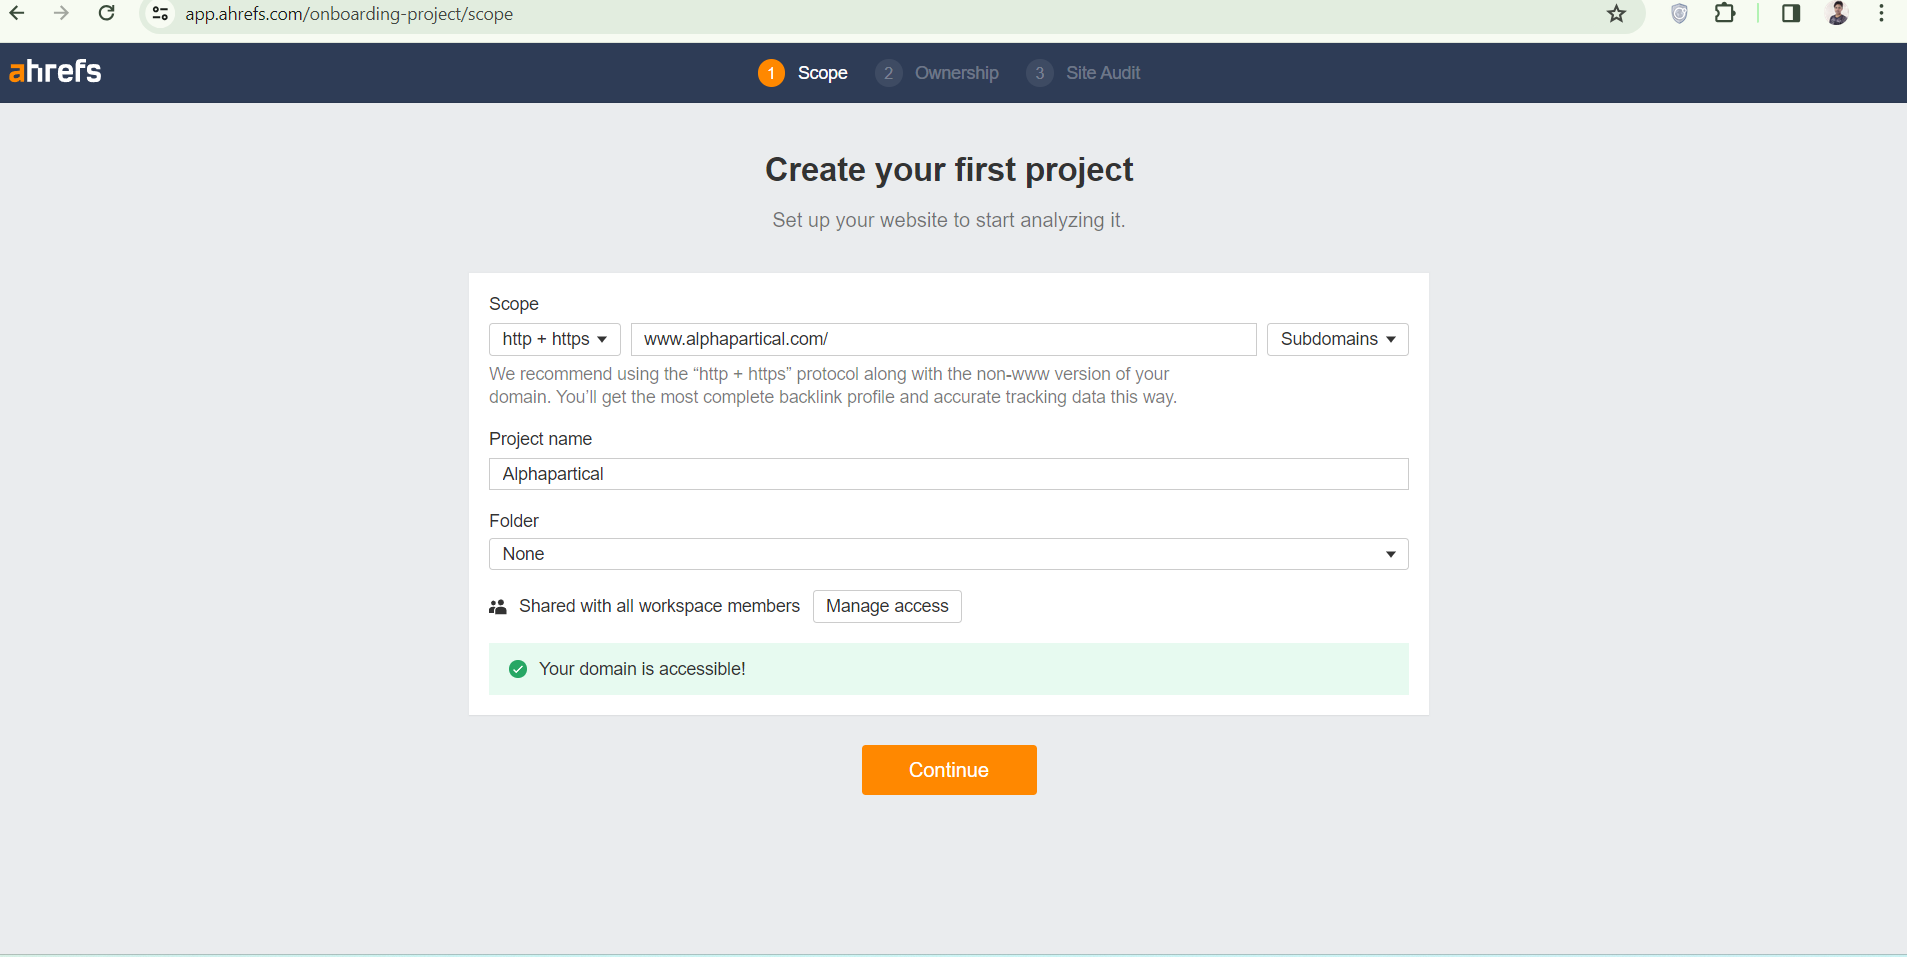 app.ahrefs.com/onboarding-project/scope
ahrefs
1 Scope 2 Ownership 3 Site Audit
Create your first project
Set up your website to start analyzing it.
Scope
http + https www.alphapartical.com/ Subdomains
We recommend using the “http + https” protocol along with the non-www version of your
domain. You’ll get the most complete backlink profile and accurate tracking data this way.
Project name
Alphapartical
Folder
None
Shared with all workspace members Manage access
Your domain is accessible!
Continue